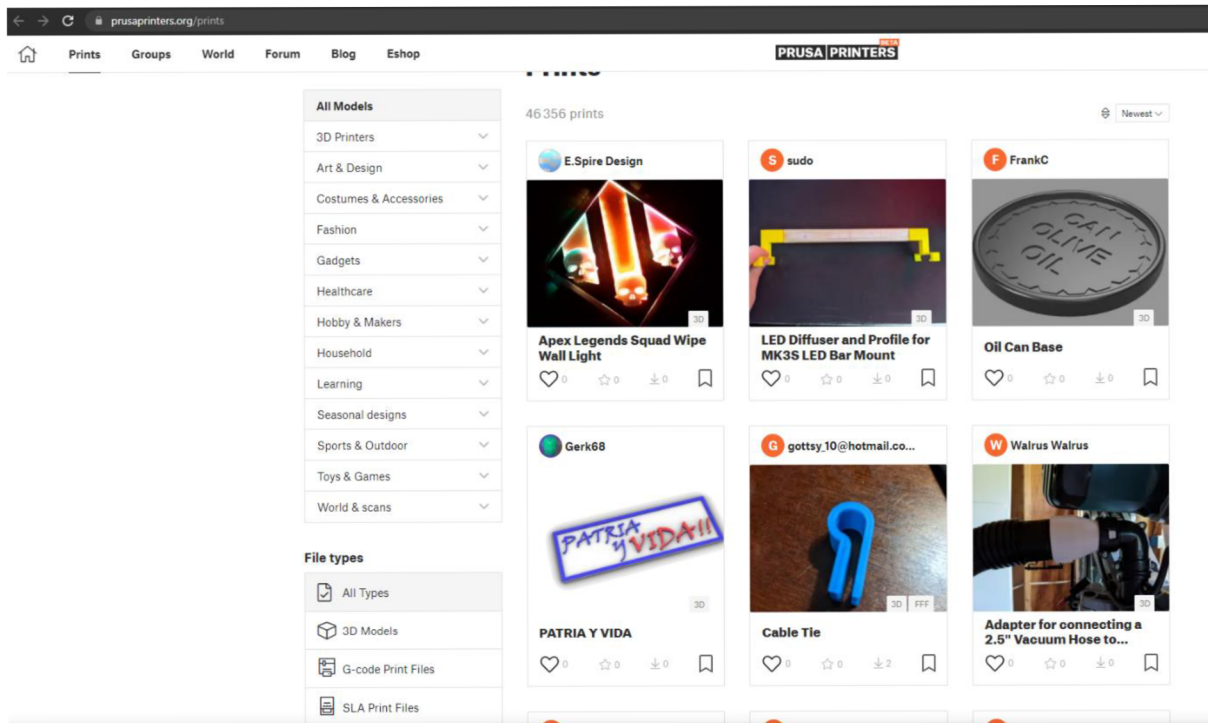 prusaprinters.org/prints
Prints
Groups
World
Forum
Blog
Eshop
PRUSA PRINTERS
BETA
Prints
46356 prints
Newest
All Models
3D Printers
Art & Design
Costumes & Accessories
Fashion
Gadgets
Healthcare
Hobby & Makers
Household
Learning
Seasonal designs
Sports & Outdoor
Toys & Games
World & scans
File types
All Types
3D Models
G-code Print Files
SLA Print Files
E.Spire Design
3D
Apex Legends Squad Wipe
Wall Light
0 0 0
S sudo
3D
LED Diffuser and Profile for
MK3S LED Bar Mount
0 0 0
F FrankC
CAN
OLIVE
OIL
3D
Oil Can Base
0 0 0
Gerk68
PATRIA
Y VIDA!!
3D
PATRIA Y VIDA
0 0 0
G gottsy_10@hotmail.co...
3D FFF
Cable Tie
0 0 2
W Walrus Walrus
3D
Adapter for connecting a
2.5" Vacuum Hose to...
0 0 0